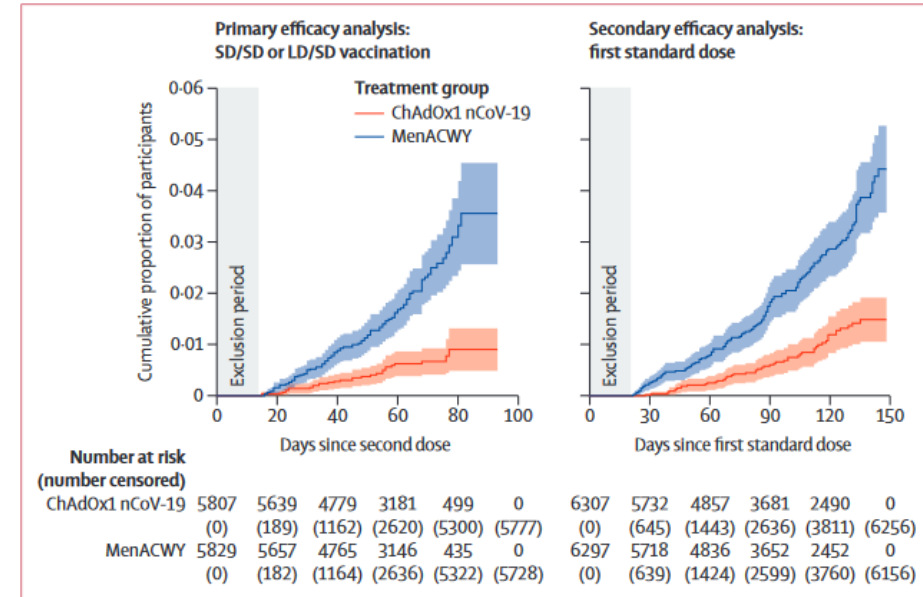 Primary efficacy analysis:
SD/SD or LD/SD vaccination
Secondary efficacy analysis:
first standard dose
Treatment group
ChAdOx1 nCoV-19
MenACWY
Cumulative proportion of participants
0·06
0·05
0·04
0·03
0·02
0·01
0
Exclusion period
Exclusion period
0 20 40 60 80 100
Days since second dose
0 30 60 90 120 150
Days since first standard dose
Number at risk
(number censored)
ChAdOx1 nCoV-19 5807 5639 4779 3181 499 0 6307 5732 4857 3681 2490 0
(0) (189) (1162) (2620) (5300) (5777) (0) (645) (1443) (2636) (3811) (6256)
MenACWY 5829 5657 4765 3146 435 0 6297 5718 4836 3652 2452 0
(0) (182) (1164) (2636) (5322) (5728) (0) (639) (1424) (2599) (3760) (6156)